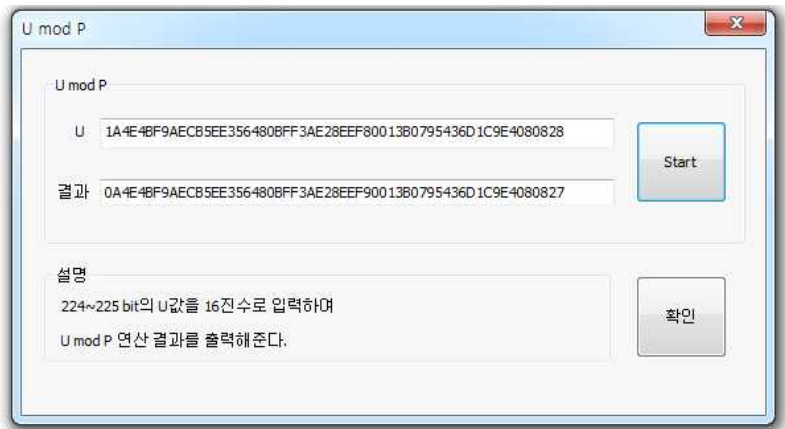 U mod P
U mod P
U 1A4E4BF9AECB5EE356480BFF3AE28EEF80013B0795436D1C9E4080828
Start
결과 0A4E4BF9AECB5EE356480BFF3AE28EEF90013B0795436D1C9E4080827
설명
224~225 bit의 U값을 16진수로 입력하여
U mod P 연산 결과를 출력해준다.
확인